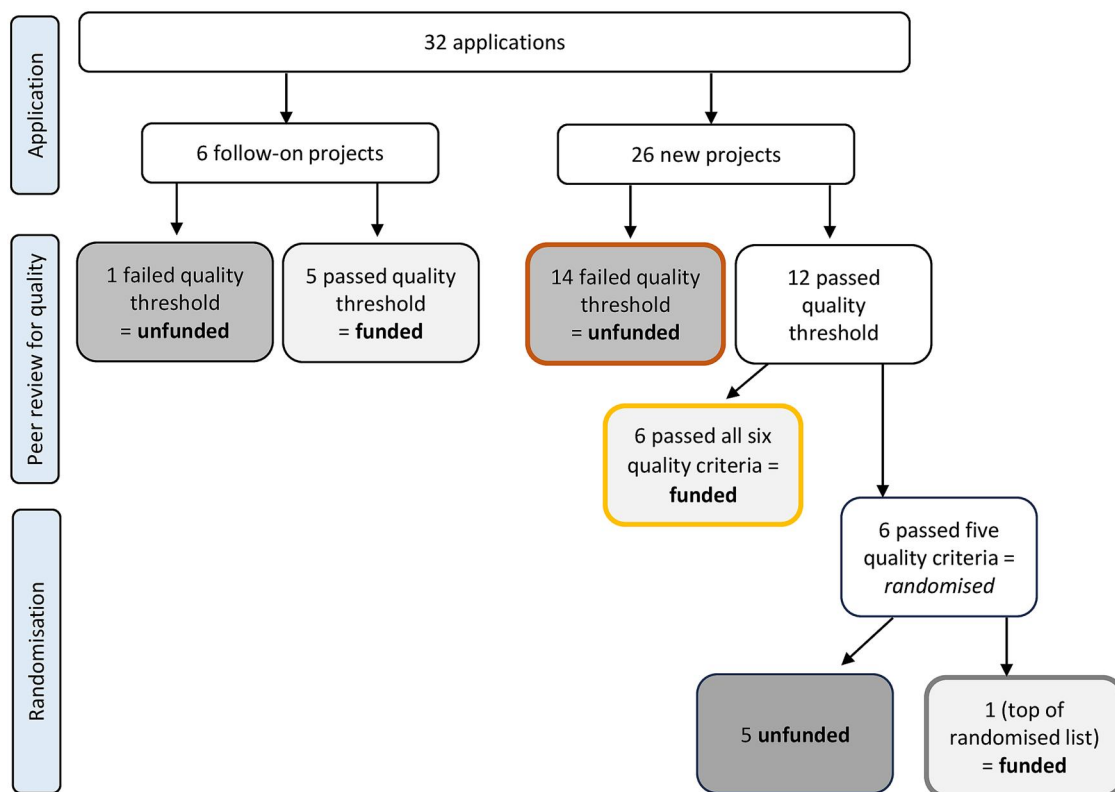 Application
32 applications
6 follow-on projects
26 new projects
Peer review for quality
1 failed quality
threshold
= unfunded
5 passed quality
threshold
= funded
14 failed quality
threshold
= unfunded
12 passed
quality
threshold
6 passed all six
quality criteria =
funded
Randomisation
6 passed five
quality criteria =
randomised
5 unfunded
1 (top of
randomised list)
= funded